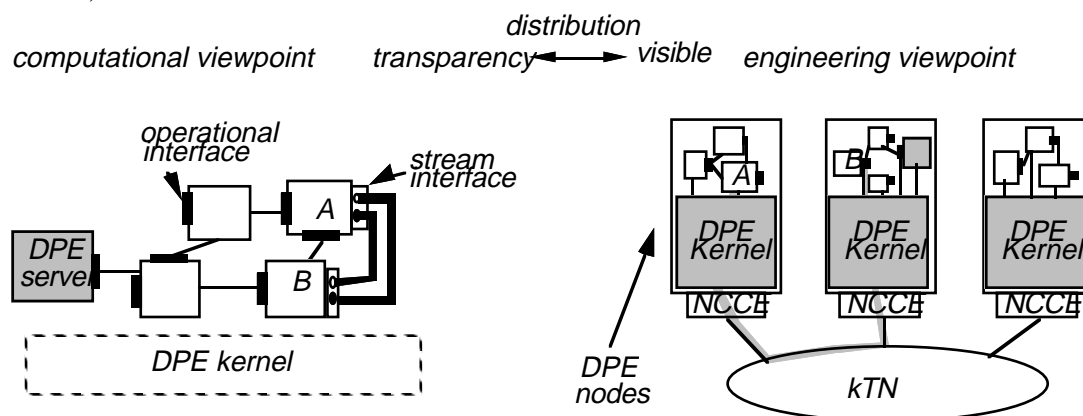 distribution
computational viewpoint
transparency
visible
engineering viewpoint
operational
interface
stream
interface
A
B
DPE
server
DPE kernel
A
B
DPE
Kernel
DPE
Kernel
DPE
Kernel
NCCE
NCCE
NCCE
DPE
nodes
kTN